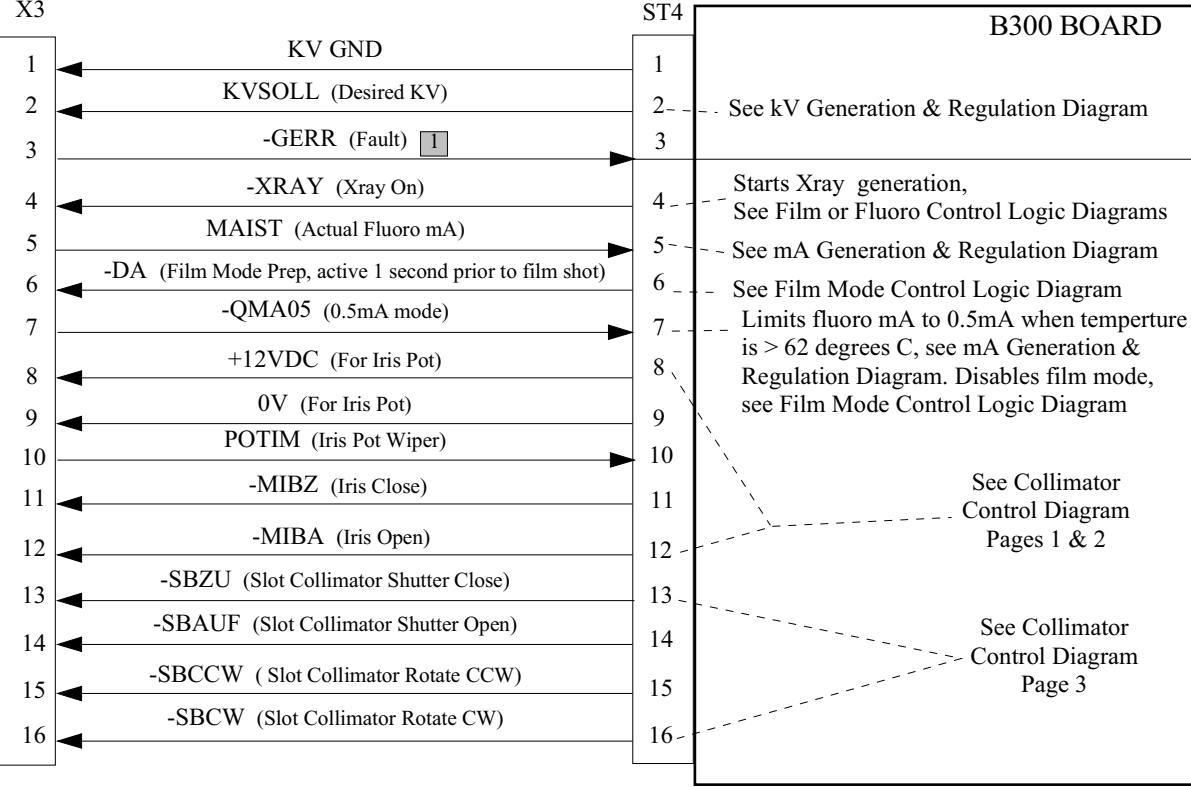 X3
ST4
B300 BOARD
1
KV GND
1
2
KVSOLL (Desired KV)
2
See kV Generation & Regulation Diagram
3
-GERR (Fault) 1
3
4
-XRAY (Xray On)
4
Starts Xray generation,
See Film or Fluoro Control Logic Diagrams
5
MAIST (Actual Fluoro mA)
5
See mA Generation & Regulation Diagram
6
-DA (Film Mode Prep, active 1 second prior to film shot)
6
See Film Mode Control Logic Diagram
7
-QMA05 (0.5mA mode)
7
Limits fluoro mA to 0.5mA when temperture
is > 62 degrees C, see mA Generation &
Regulation Diagram. Disables film mode,
see Film Mode Control Logic Diagram
8
+12VDC (For Iris Pot)
8
9
0V (For Iris Pot)
9
10
POTIM (Iris Pot Wiper)
10
11
-MIBZ (Iris Close)
11
12
-MIBA (Iris Open)
12
See Collimator
Control Diagram
Pages 1 & 2
13
-SBZU (Slot Collimator Shutter Close)
13
14
-SBAUF (Slot Collimator Shutter Open)
14
15
-SBCCW ( Slot Collimator Rotate CCW)
15
16
-SBCW (Slot Collimator Rotate CW)
16
See Collimator
Control Diagram
Page 3